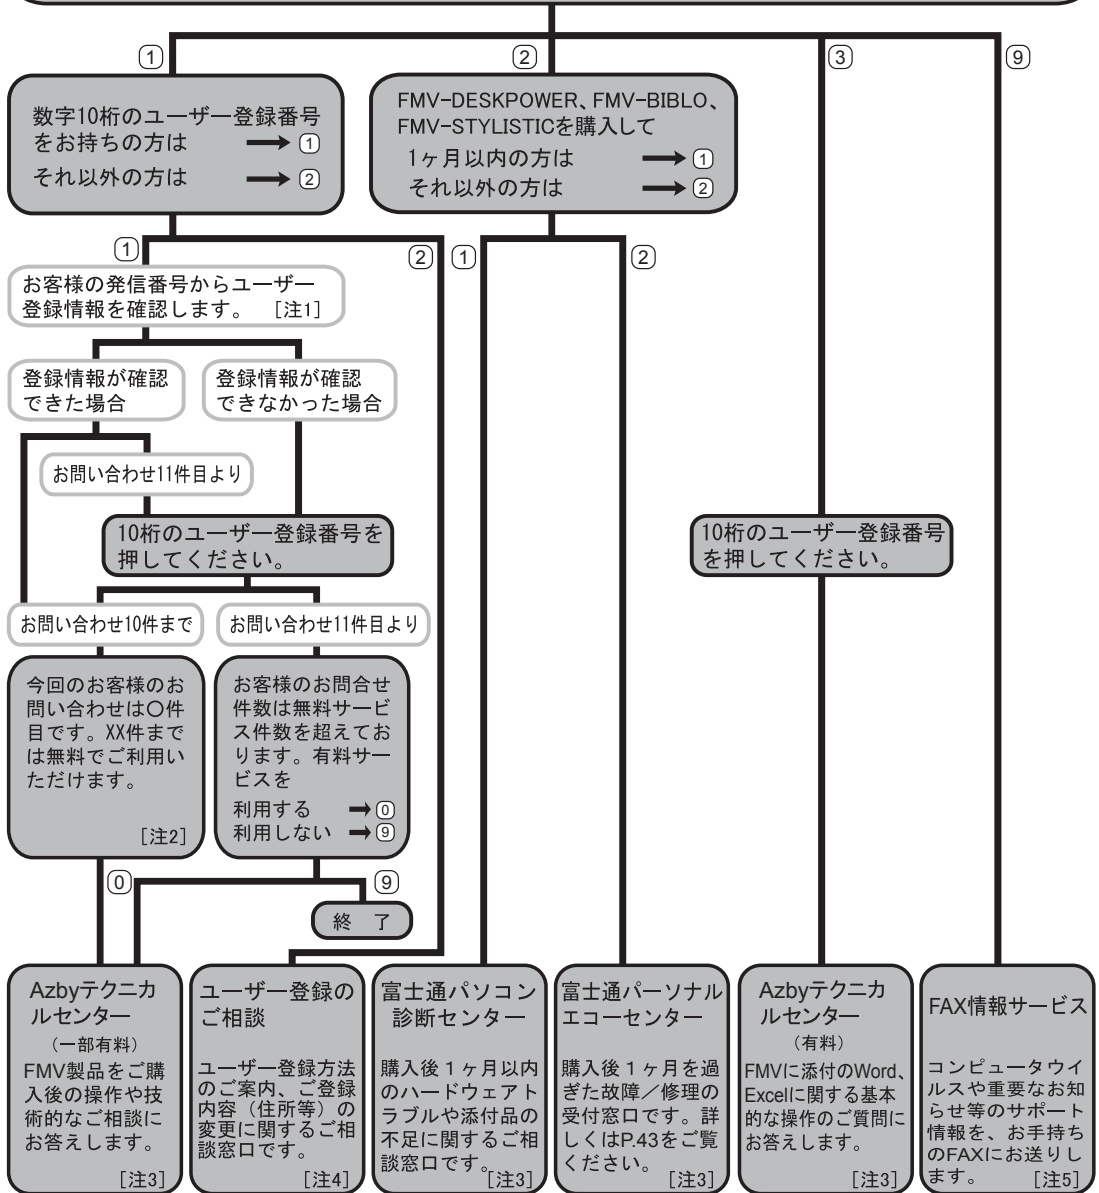 1
2
3
9
数字10桁のユーザー登録番号
をお持ちの方は → 1
それ以外の方は → 2
FMV-DESKPOWER、FMV-BIBLO、
FMV-STYLISTICを購入して
1ヶ月以内の方は → 1
それ以外の方は → 2
1
2
1
2
お客様の発信番号からユーザー
登録情報を確認します。 [注1]
登録情報が確認
できた場合
登録情報が確認
できなかった場合
お問い合わせ11件目より
10桁のユーザー登録番号を
押してください。
10桁のユーザー登録番号
を押してください。
お問い合わせ10件まで
お問い合わせ11件目より
今回のお客様のお
問い合わせは〇件
目です。XX件まで
は無料でご利用い
ただけます。
[注2]
お客様のお問合せ
件数は無料サービ
ス件数を超えてお
ります。有料サー
ビスを
利用する → 0
利用しない → 9
0
9
終 了
Azbyテクニカ
ルセンター
(一部有料)
FMV製品をご購
入後の操作や技
術的なご相談に
お答えします。
[注3]
ユーザー登録の
ご相談
ユーザー登録方法
のご案内、ご登録
内容(住所等)の
変更に関するご相
談窓口です。
[注4]
富士通パソコン
診断センター
購入後1ヶ月以内
のハードウェアト
ラブルや添付品の
不足に関するご相
談窓口です。
[注3]
富士通パーソナル
エコーセンター
購入後1ヶ月を過
ぎた故障/修理の
受付窓口です。詳
しくはP.43をご覧
ください。
[注3]
Azbyテクニカ
ルセンター
(有料)
FMVに添付のWord、
Excelに関する基本
的な操作のご質問に
お答えします。
[注3]
FAX情報サービス
コンピュータウイ
ルスや重要なお知
らせ等のサポート
情報を、お手持ち
のFAXにお送りし
ます。 [注5]